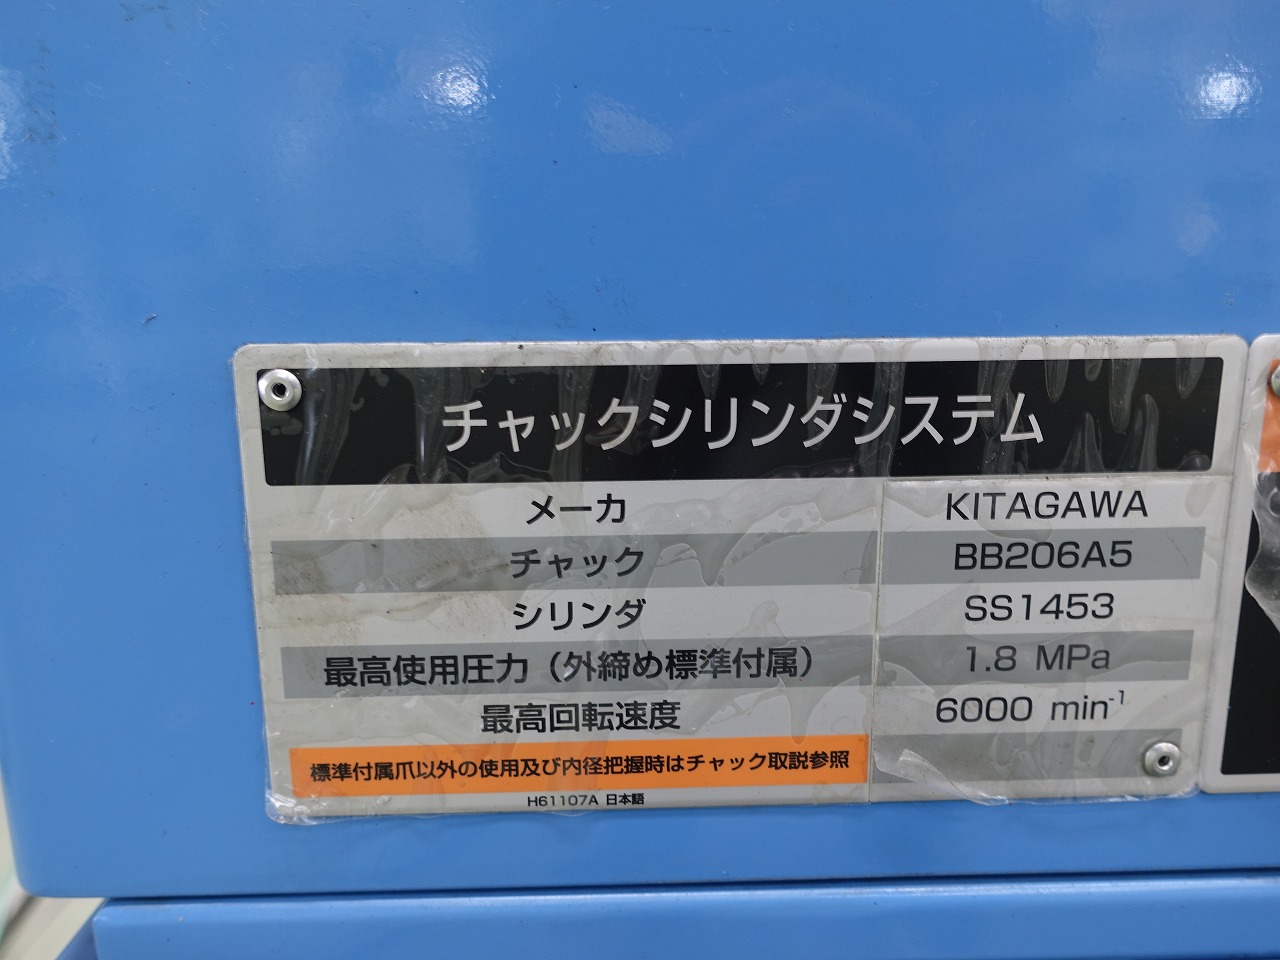 チャックシリンダシステム
メーカ KITAGAWA
チャック BB206A5
シリンダ SS1453
最高使用圧力（外締め標準付属） 1.8 MPa
最高回転速度 6000 min⁻¹
標準付属爪以外の使用及び内径把握時はチャック取説参照
H61107A 日本語